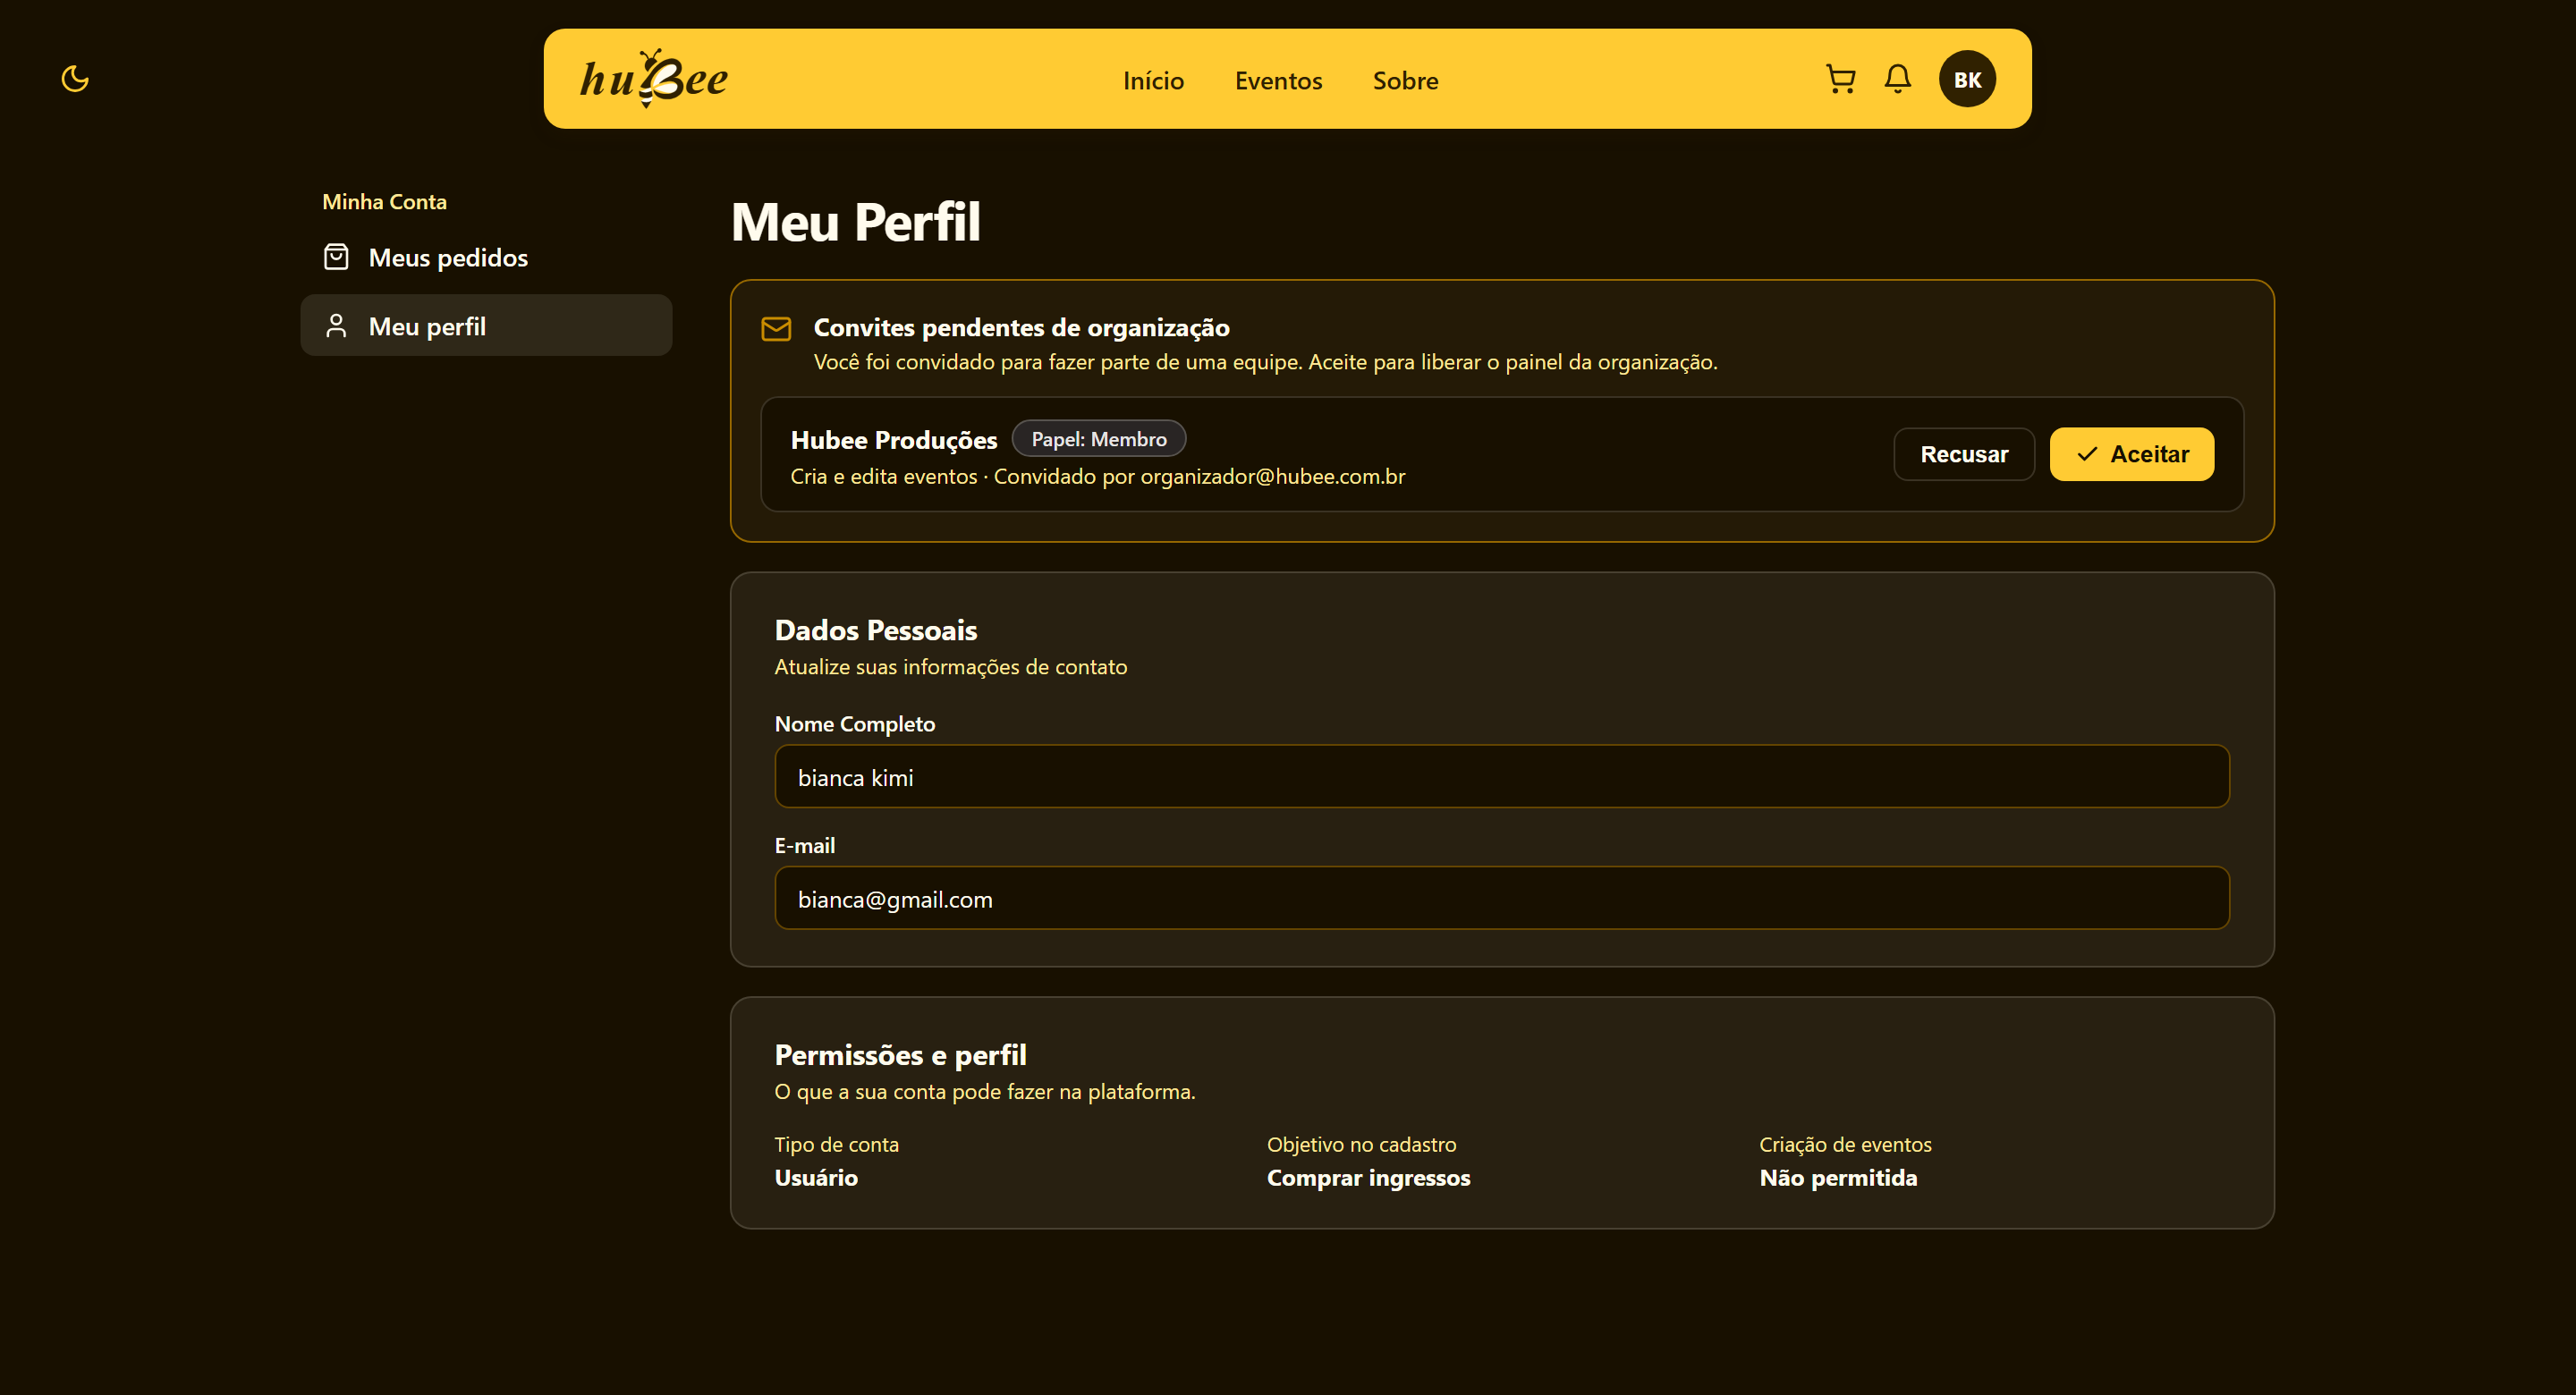 huBee
Início
Eventos
Sobre
BK
Minha Conta
Meus pedidos
Meu perfil
Meu Perfil
Convites pendentes de organização
Você foi convidado para fazer parte de uma equipe. Aceite para liberar o painel da organização.
Hubee Produções
Papel: Membro
Cria e edita eventos · Convidado por organizador@hubee.com.br
Recusar
Aceitar
Dados Pessoais
Atualize suas informações de contato
Nome Completo
bianca kimi
E-mail
bianca@gmail.com
Permissões e perfil
O que a sua conta pode fazer na plataforma.
Tipo de conta
Usuário
Objetivo no cadastro
Comprar ingressos
Criação de eventos
Não permitida